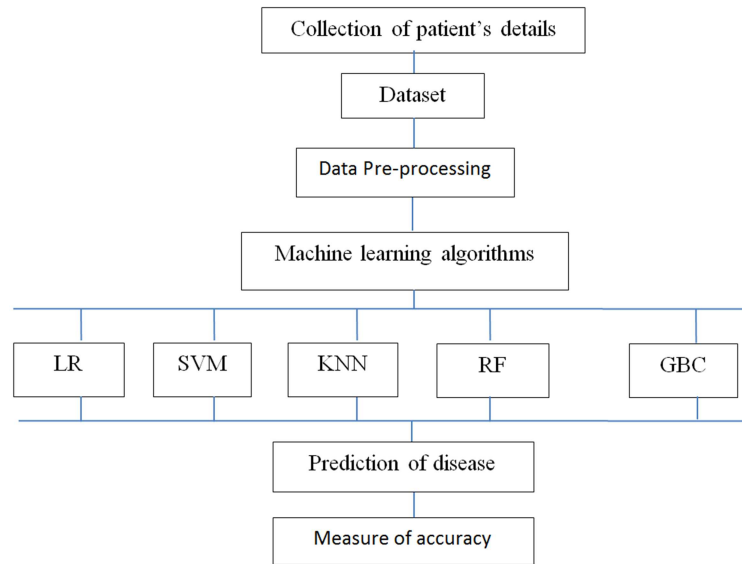 Collection of patient’s details
Dataset
Data Pre-processing
Machine learning algorithms
LR
SVM
KNN
RF
GBC
Prediction of disease
Measure of accuracy